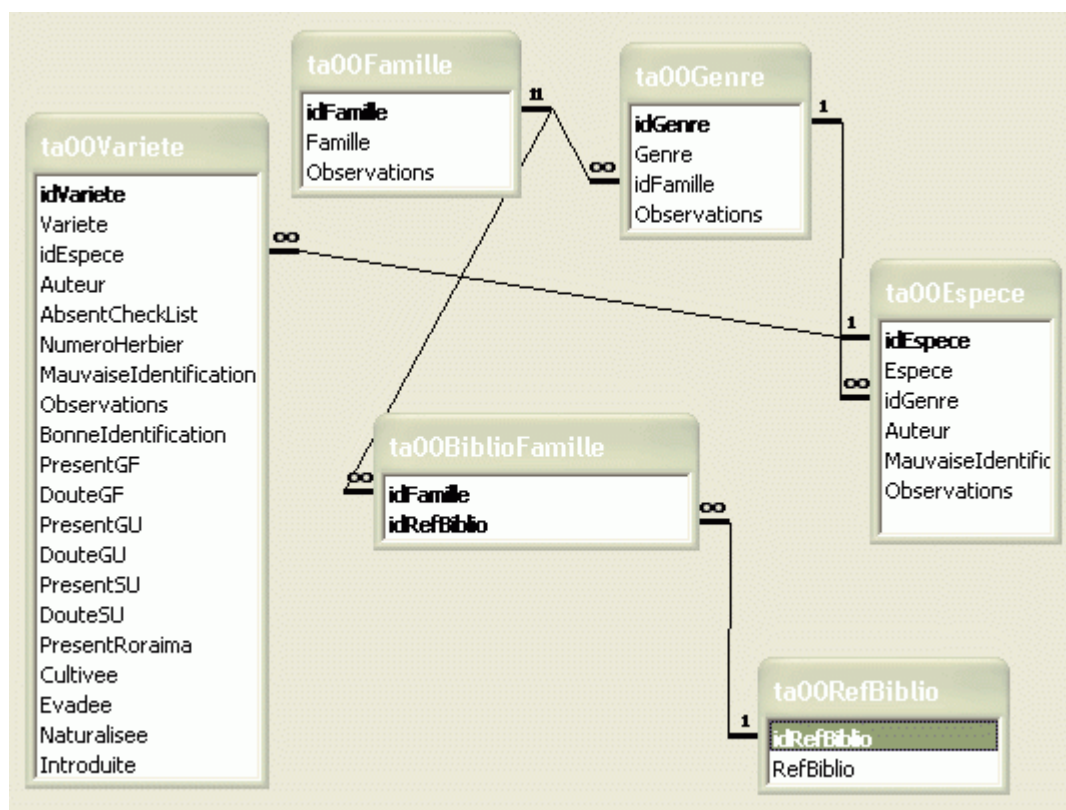 ta00Famille
idFamille
Famille
Observations
11
∞
ta00Genre
idGenre
Genre
idFamille
Observations
1
ta00Variete
idVariete
Variete
idEspece
Auteur
AbsentCheckList
NumeroHerbier
MauvaiseIdentification
Observations
BonneIdentification
PresentGF
DouteGF
PresentGU
DouteGU
PresentSU
DouteSU
PresentRoraima
Cultivee
Evadee
Naturalisee
Introduite
∞
1
∞
ta00Espece
idEspece
Espece
idGenre
Auteur
MauvaiseIdentific
Observations
ta00BiblioFamille
idFamille
idRefBiblio
∞
∞
1
ta00RefBiblio
idRefBiblio
RefBiblio